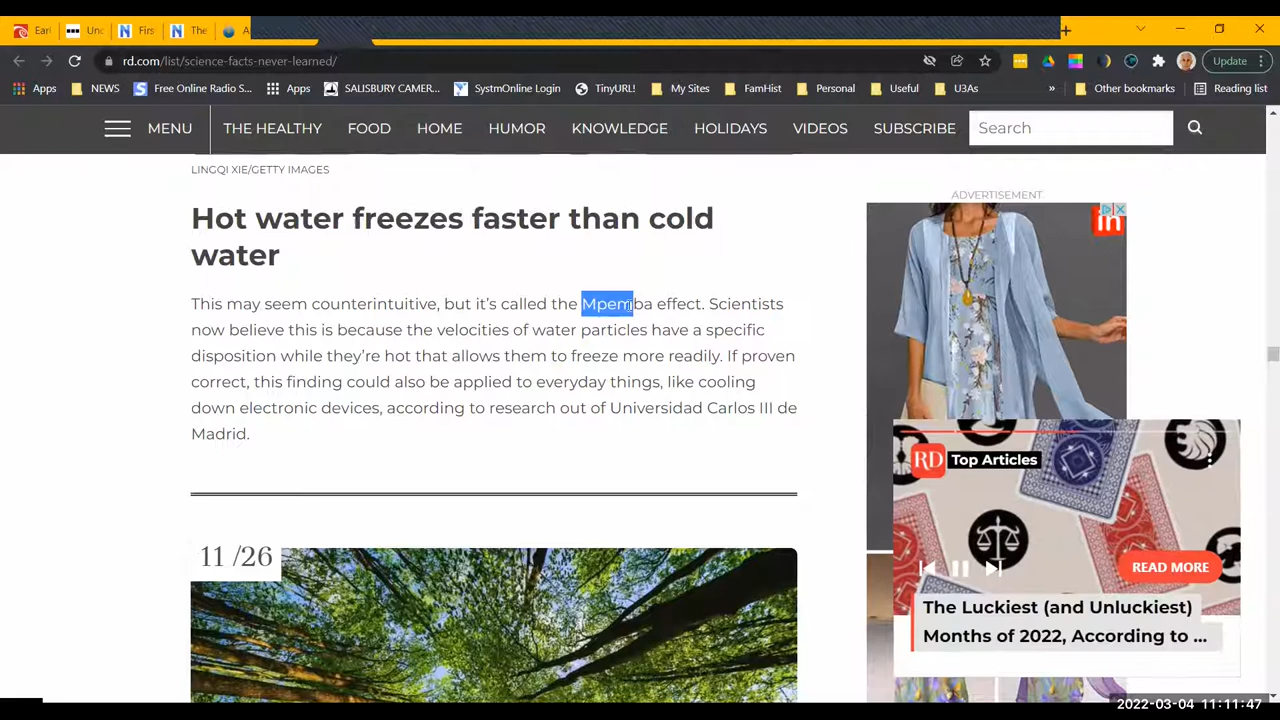 Earl
Unc
Firs
The
A
rd.com/list/science-facts-never-learned/
Update
Apps
NEWS
Free Online Radio S...
Apps
SALISBURY CAMER...
SystmOnline Login
TinyURL!
My Sites
FamHist
Personal
Useful
U3As
»
Other bookmarks
Reading list
MENU
THE HEALTHY
FOOD
HOME
HUMOR
KNOWLEDGE
HOLIDAYS
VIDEOS
SUBSCRIBE
Search
LINGQI XIE/GETTY IMAGES
Hot water freezes faster than cold
water
This may seem counterintuitive, but it's called the Mpemba effect. Scientists
now believe this is because the velocities of water particles have a specific
disposition while they're hot that allows them to freeze more readily. If proven
correct, this finding could also be applied to everyday things, like cooling
down electronic devices, according to research out of Universidad Carlos III de
Madrid.
11 /26
ADVERTISEMENT
in
RD Top Articles
READ MORE
The Luckiest (and Unluckiest)
Months of 2022, According to ...
2022-03-04 11:11:47